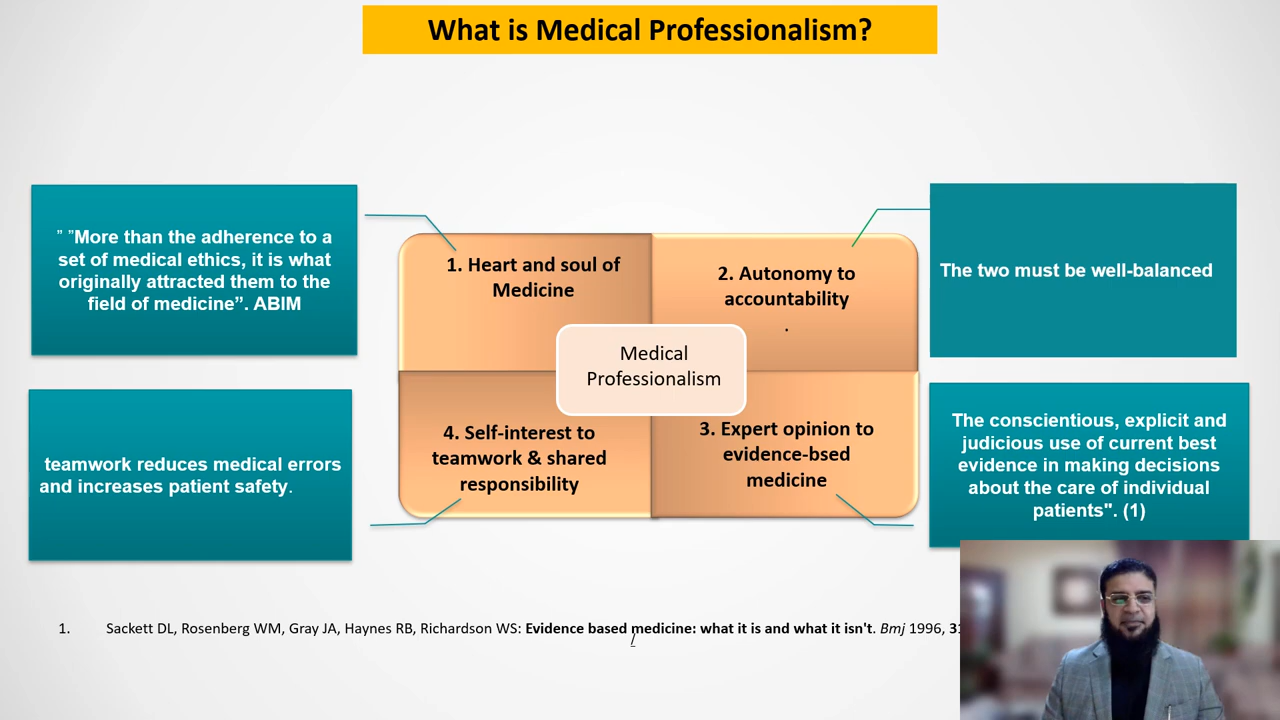 What is Medical Professionalism?
” ”More than the adherence to a
set of medical ethics, it is what
originally attracted them to the
field of medicine”. ABIM
1. Heart and soul of
Medicine
2. Autonomy to
accountability
.
The two must be well-balanced
Medical
Professionalism
teamwork reduces medical errors
and increases patient safety.
4. Self-interest to
teamwork & shared
responsibility
3. Expert opinion to
evidence-bsed
medicine
The conscientious, explicit and
judicious use of current best
evidence in making decisions
about the care of individual
patients". (1)
1. Sackett DL, Rosenberg WM, Gray JA, Haynes RB, Richardson WS: Evidence based medicine: what it is and what it isn't. Bmj 1996,